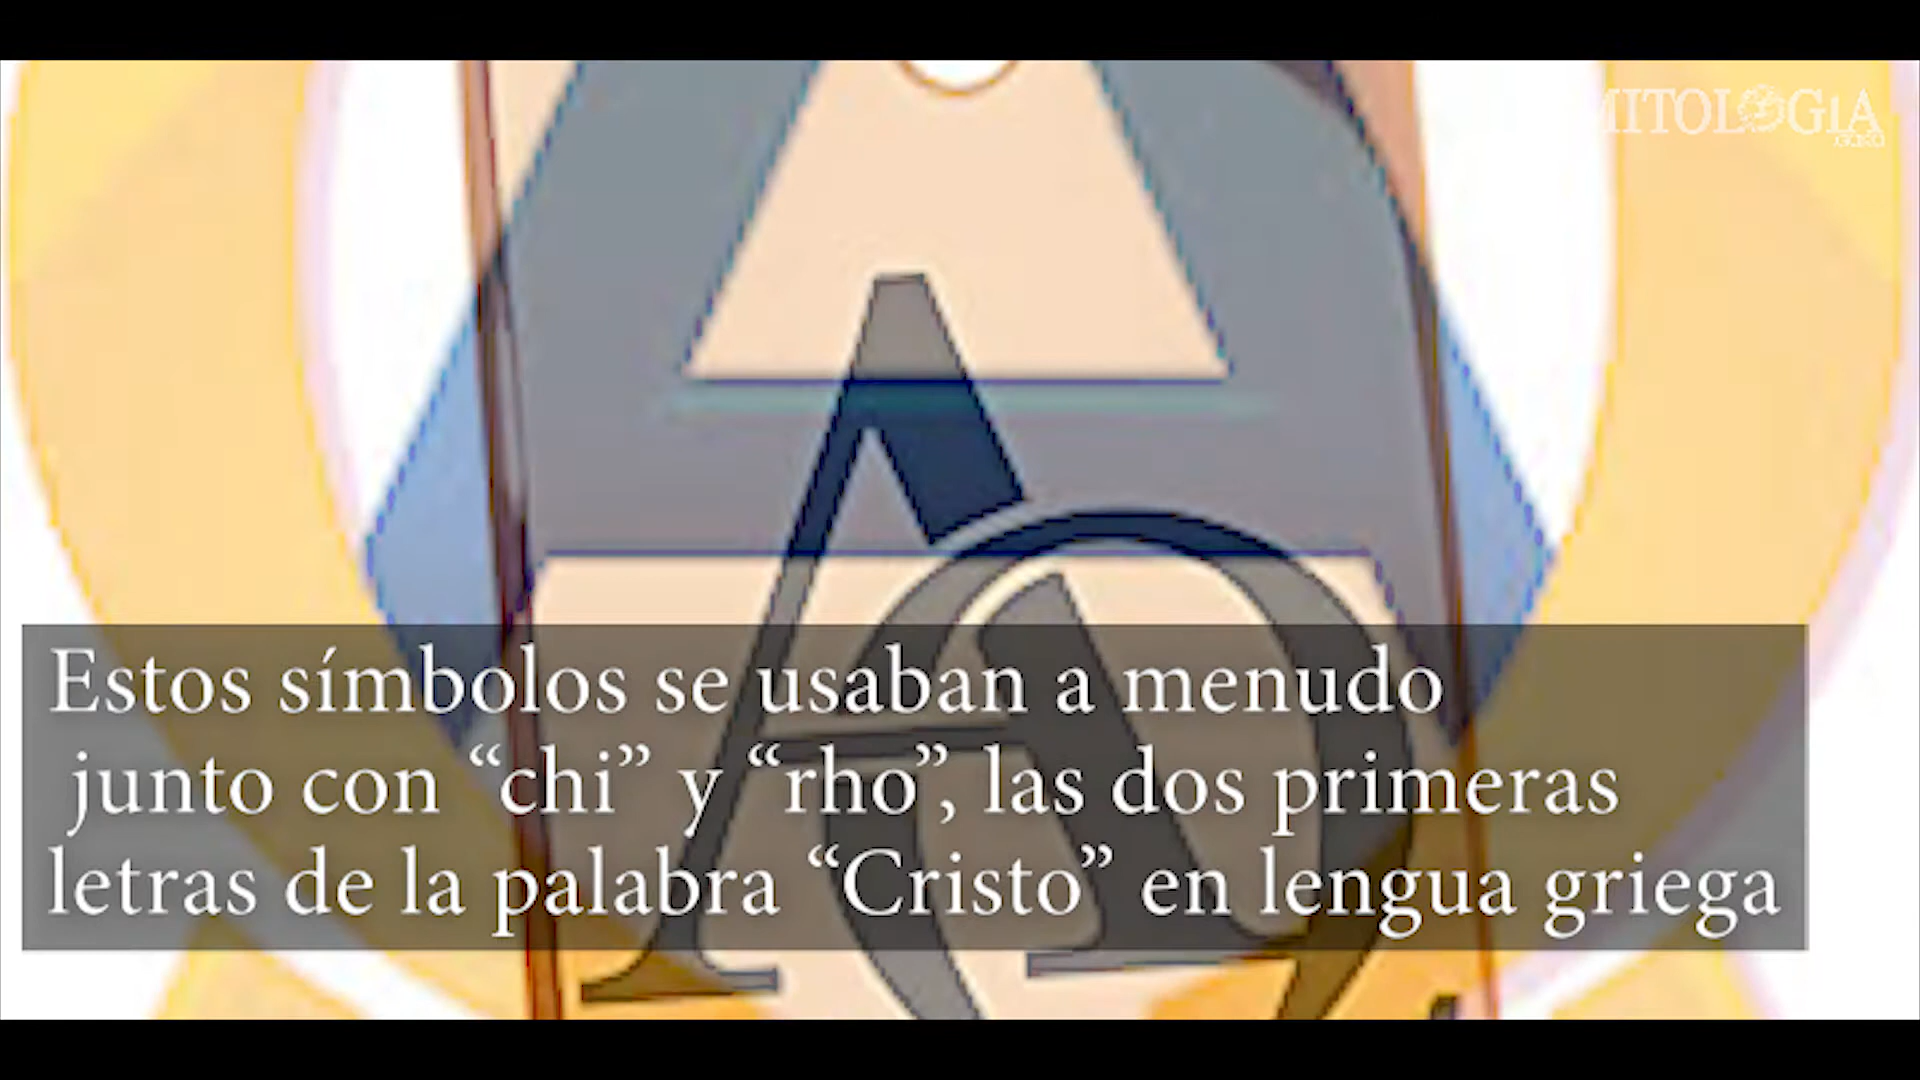 MITOLOGIA
Estos símbolos se usaban a menudo
junto con “chi” y “rho”, las dos primeras
letras de la palabra “Cristo” en lengua griega